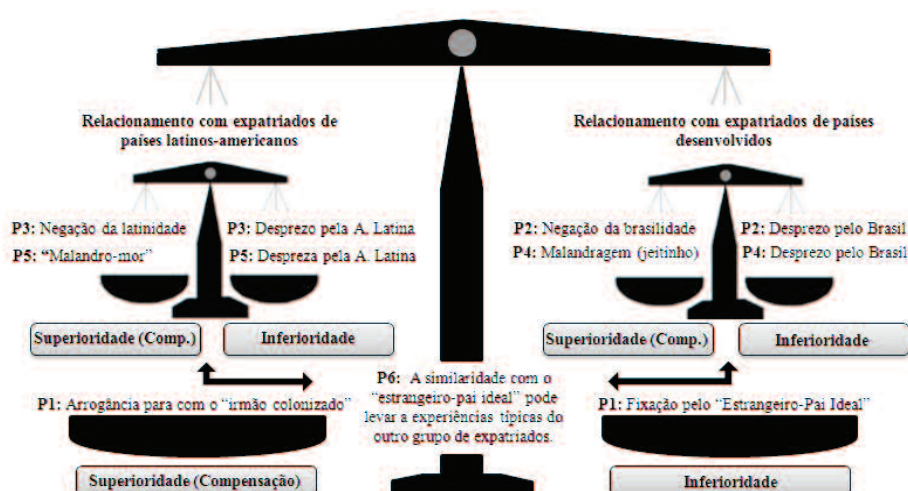 Relacionamento com expatriados de
países latinos-americanos
P3: Negação da latinidade
P5: “Malandro-mor”
P3: Desprezo pela A. Latina
P5: Despreza pela A. Latina
Superioridade (Comp.)
Inferioridade
P1: Arrogância para com o “irmão colonizado”
Superioridade (Compensação)
P6: A similaridade com o
“estrangeiro-pai ideal” pode
levar a experiências típicas do
outro grupo de expatriados.
Relacionamento com expatriados de países
desenvolvidos
P2: Negação da brasilidade
P4: Malandragem (jeitinho)
P2: Desprezo pelo Brasil
P4: Desprezo pelo Brasil
Superioridade (Comp.)
Inferioridade
P1: Fixação pelo “Estrangeiro-Pai Ideal”
Inferioridade